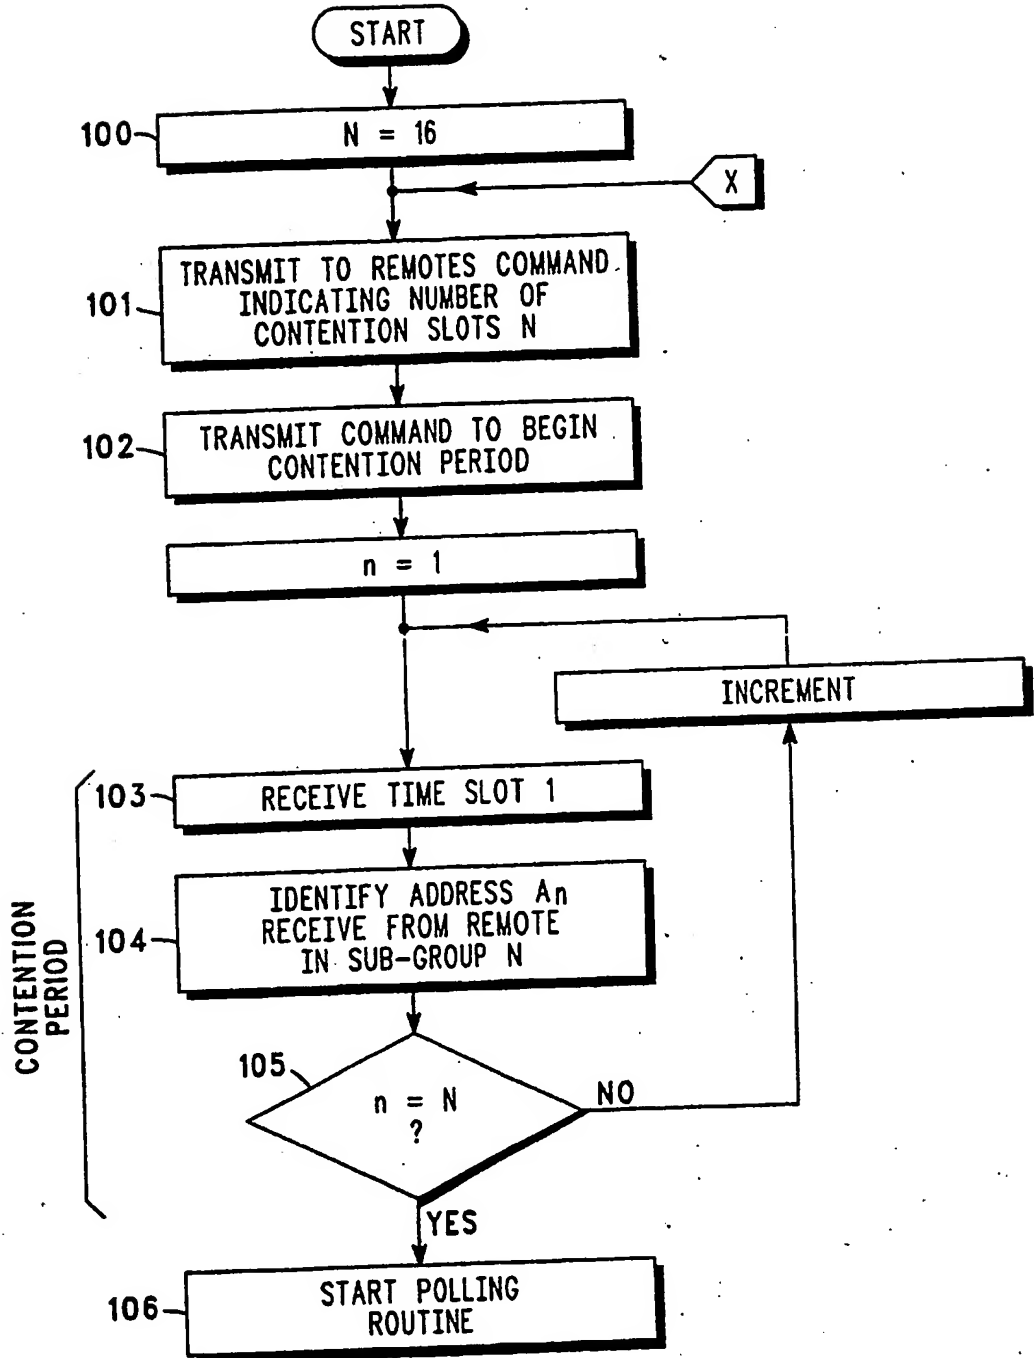 START
100
N = 16
X
101
TRANSMIT TO REMOTES COMMAND
INDICATING NUMBER OF
CONTENTION SLOTS N
102
TRANSMIT COMMAND TO BEGIN
CONTENTION PERIOD
n = 1
INCREMENT
103
RECEIVE TIME SLOT 1
CONTENTION
PERIOD
104
IDENTIFY ADDRESS An
RECEIVE FROM REMOTE
IN SUB-GROUP N
105
n = N
?
NO
YES
106
START POLLING
ROUTINE